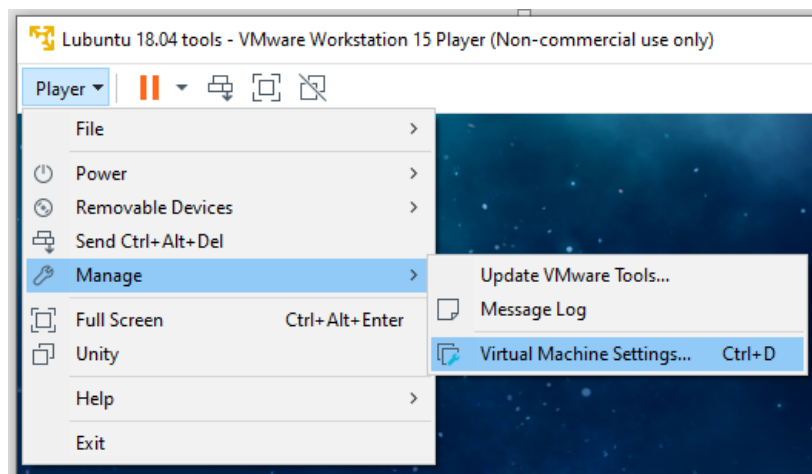 Lubuntu 18.04 tools - VMware Workstation 15 Player (Non-commercial use only)
Player
File
Power
Removable Devices
Send Ctrl+Alt+Del
Manage
Full Screen Ctrl+Alt+Enter
Unity
Help
Exit
Update VMware Tools...
Message Log
Virtual Machine Settings... Ctrl+D